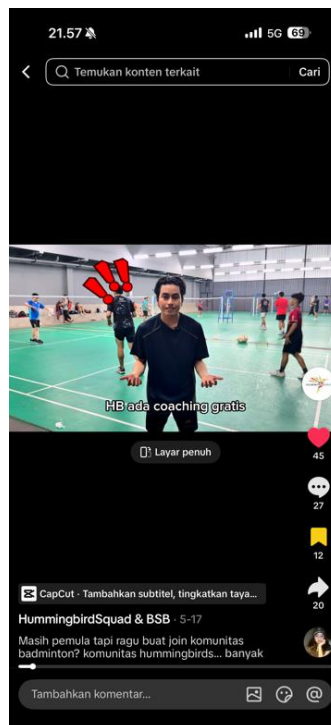 21.57
5G 69
Temukan konten terkait
Cari
HB ada coaching gratis
Layar penuh
45
27
12
CapCut · Tambahkan subtitel, tingkatkan taya...
20
HummingbirdSquad & BSB · 5-17
Masih pemula tapi ragu buat join komunitas
badminton? komunitas hummingbirds... banyak
Tambahkan komentar...